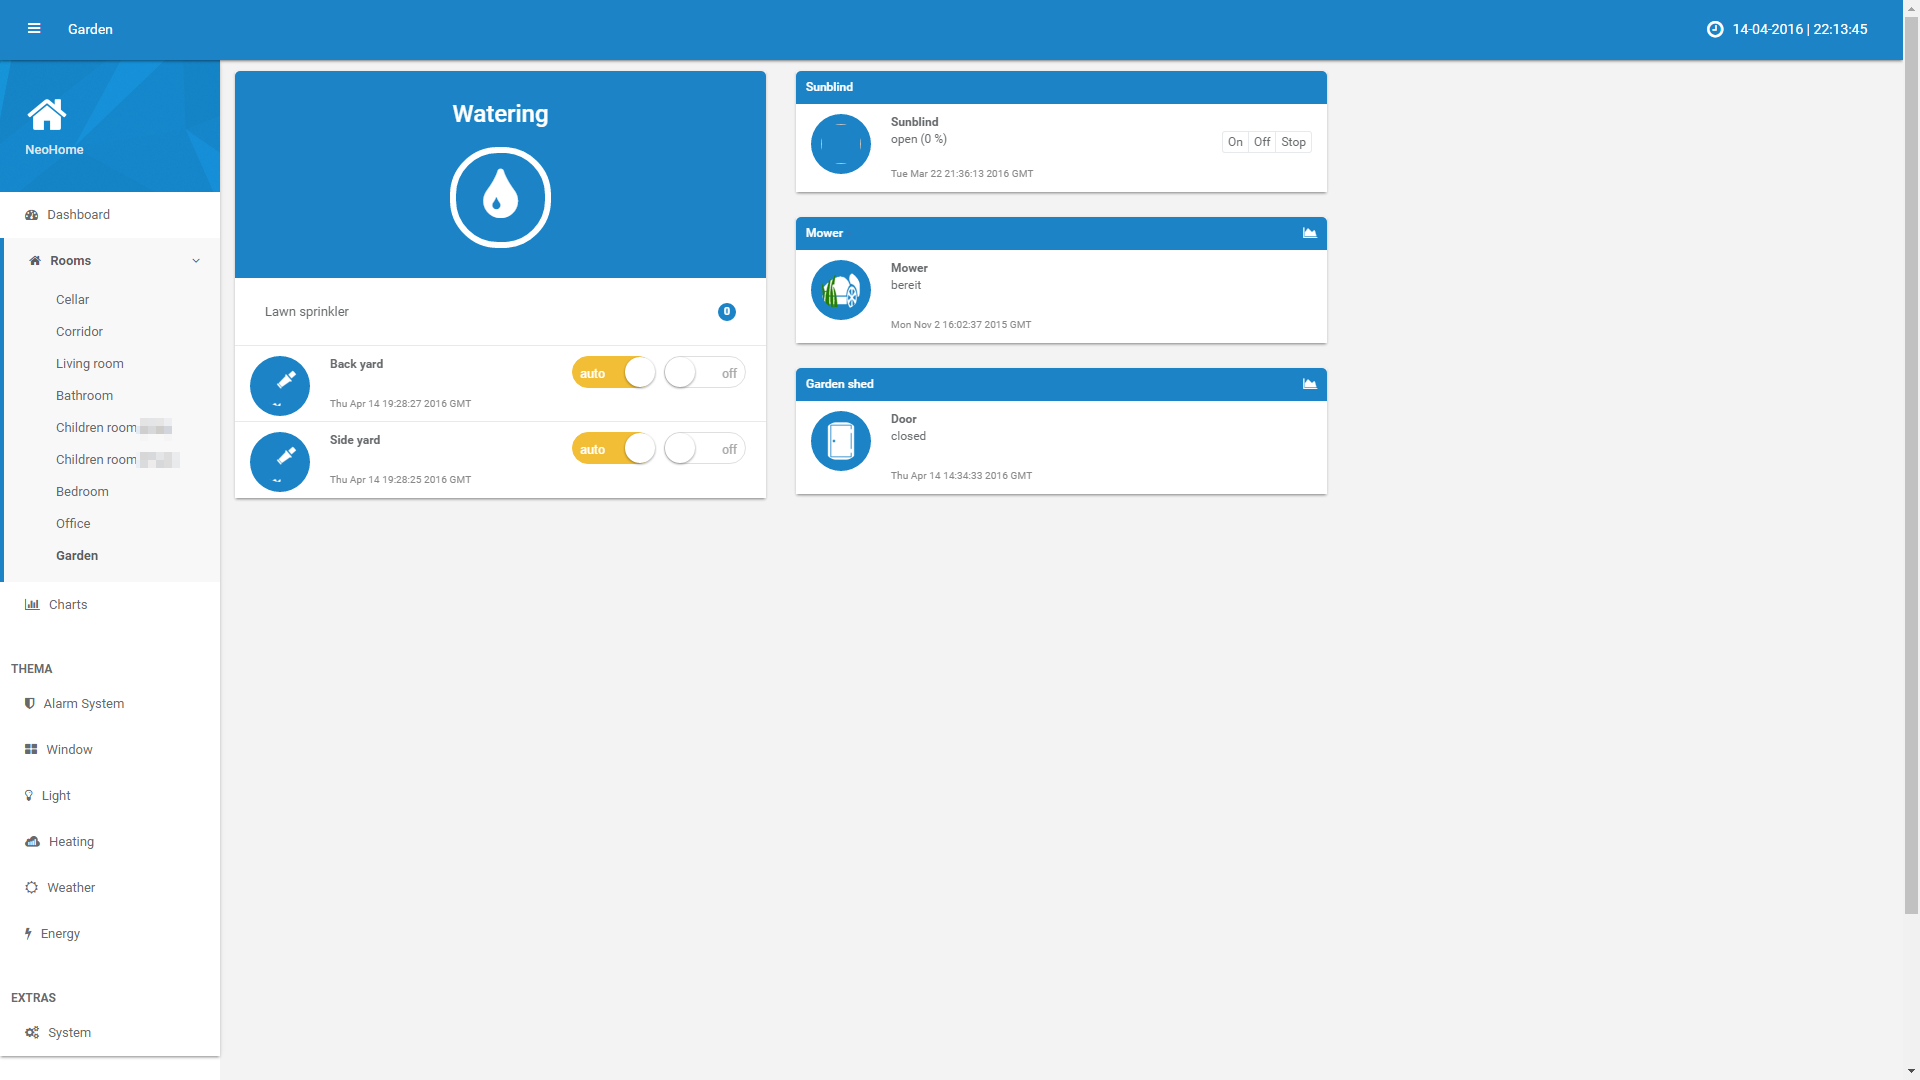 Garden
14-04-2016 | 22:13:45
NeoHome
Dashboard
Rooms
Cellar
Corridor
Living room
Bathroom
Children room
Children room
Bedroom
Office
Garden
Charts
THEMA
Alarm System
Window
Light
Heating
Weather
Energy
EXTRAS
System
Watering
Lawn sprinkler
0
Back yard
auto
off
Thu Apr 14 19:28:27 2016 GMT
Side yard
auto
off
Thu Apr 14 19:28:25 2016 GMT
Sunblind
Sunblind
open (0 %)
On Off Stop
Tue Mar 22 21:36:13 2016 GMT
Mower
Mower
bereit
Mon Nov 2 16:02:37 2015 GMT
Garden shed
Door
closed
Thu Apr 14 14:34:33 2016 GMT